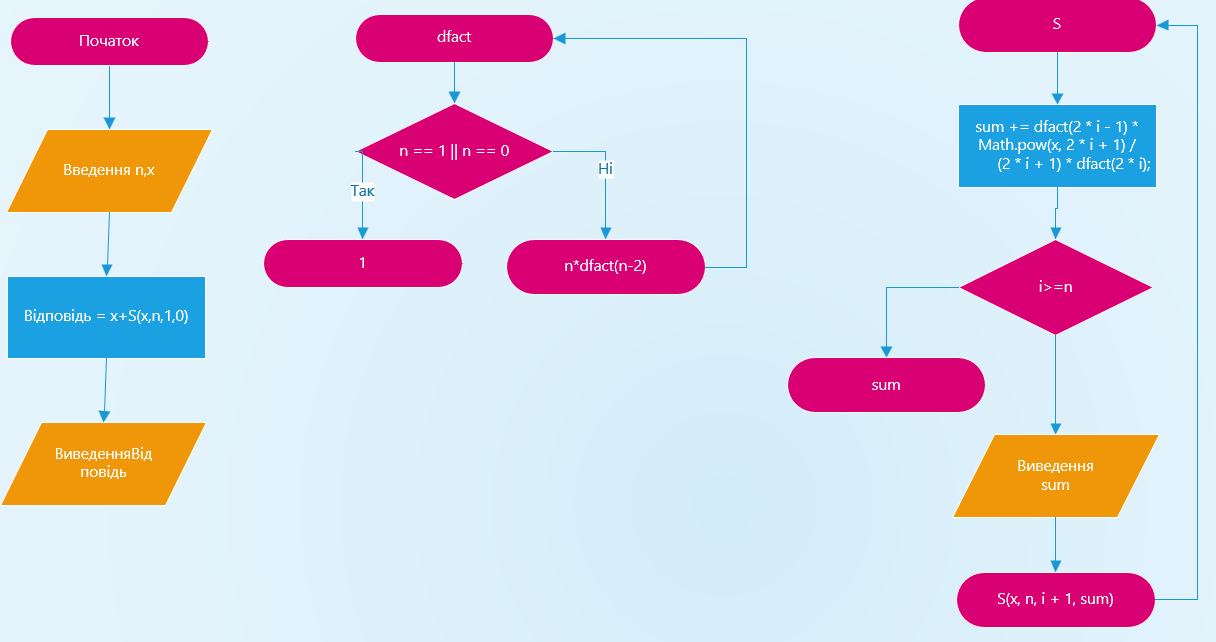 Початок
Введення n,x
Відповідь = x+S(x,n,1,0)
ВиведенняВід
повідь
dfact
n == 1 || n == 0
Так
Ні
1
n*dfact(n-2)
S
sum += dfact(2 * i - 1) *
Math.pow(x, 2 * i + 1) /
(2 * i + 1) * dfact(2 * i);
i>=n
sum
Виведення
sum
S(x, n, i + 1, sum)